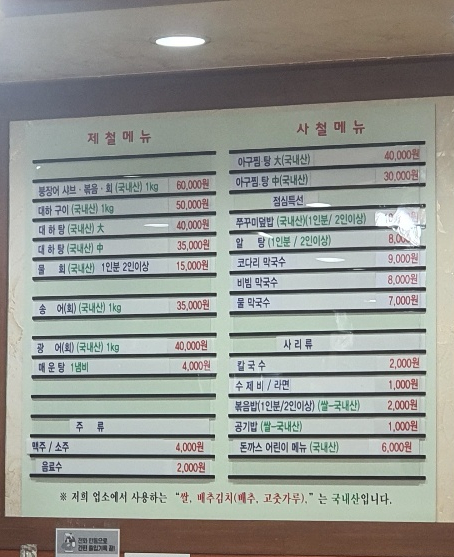 제철메뉴
붕장어 샤브·볶음·회 (국내산) 1kg 60,000원
대하 구이 (국내산) 1kg 50,000원
대 하 탕 (국내산) 大 40,000원
대 하 탕 (국내산) 中 35,000원
물 회 (국내산) 1인분 2인이상 15,000원
송 어(회) (국내산) 1kg 35,000원
광 어(회) (국내산) 1kg 40,000원
매 운 탕 1냄비 4,000원
주 류
맥주 / 소주 4,000원
음료수 2,000원
사철메뉴
아구찜.탕 大(국내산) 40,000원
아구찜.탕 中(국내산) 30,000원
점심특선
쭈꾸미덮밥 (국내산)(1인분/ 2인이상)
알 탕 (1인분 / 2인이상) 8,000원
코다리 막국수 9,000원
비빔 막국수 8,000원
물 막국수 7,000원
사 리 류
칼 국 수 2,000원
수 제 비 / 라면 1,000원
볶음밥(1인분/2인이상) (쌀-국내산) 2,000원
공기밥 (쌀-국내산) 1,000원
돈까스 어린이 메뉴 (국내산) 6,000원
※ 저희 업소에서 사용하는 "쌀, 배추김치(배추, 고춧가루)," 는 국내산입니다.